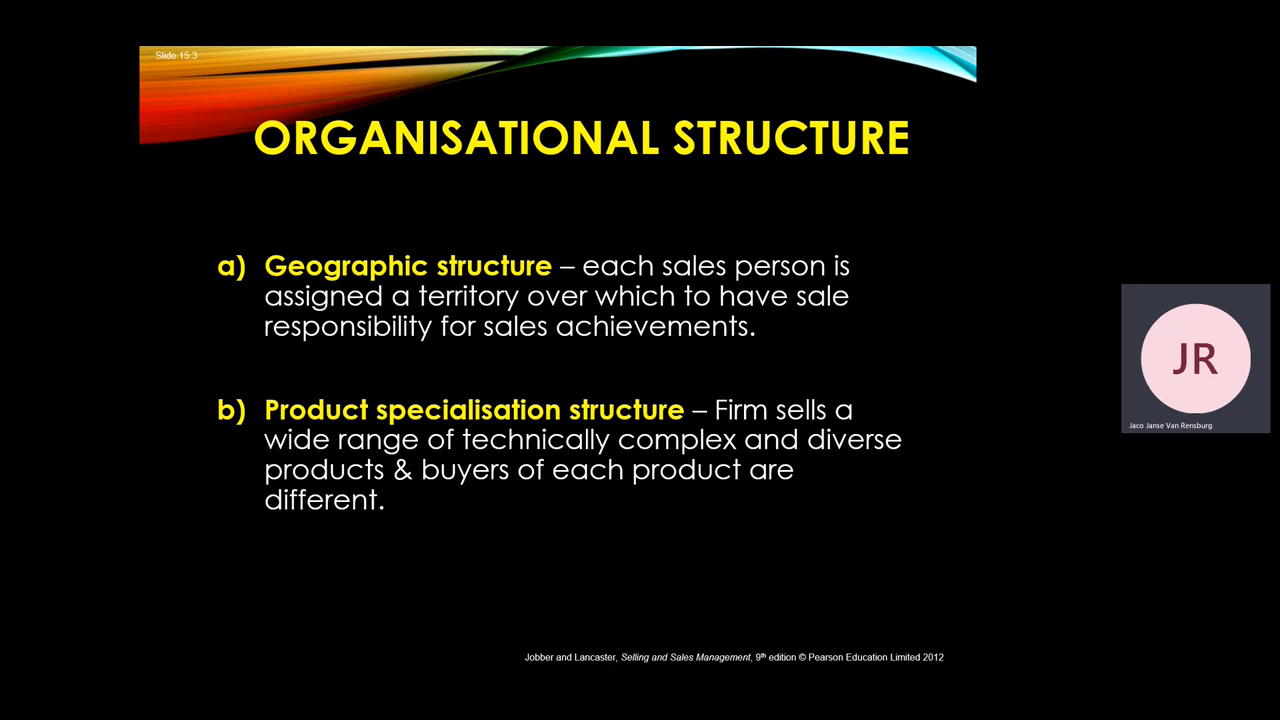 Slide 15.3
ORGANISATIONAL STRUCTURE
a) Geographic structure – each sales person is
assigned a territory over which to have sale
responsibility for sales achievements.
b) Product specialisation structure – Firm sells a
wide range of technically complex and diverse
products & buyers of each product are
different.
JR
Jaco Janse Van Rensburg
Jobber and Lancaster, Selling and Sales Management, 9th edition © Pearson Education Limited 2012